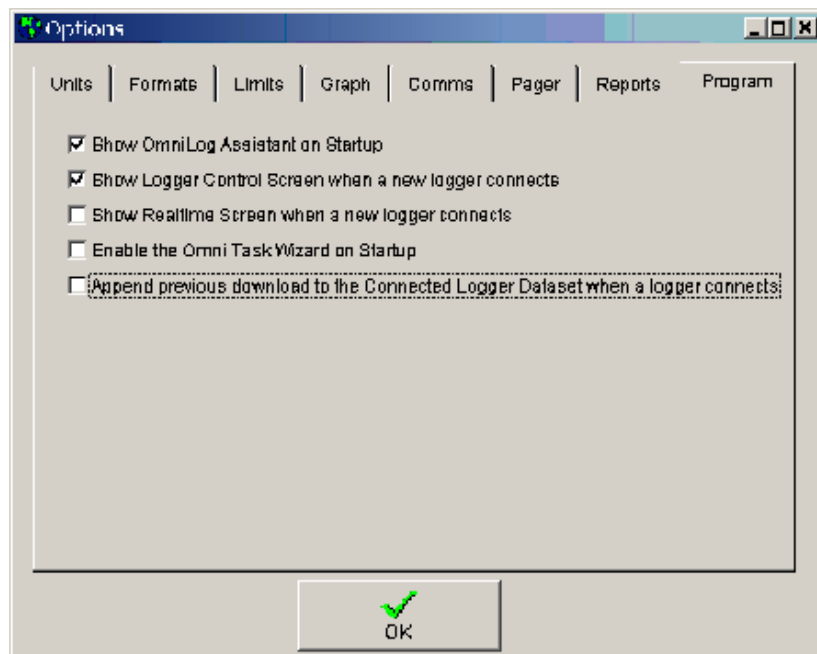 Options
Units Formats Limits Graph Comms Pager Reports Program
Show OmniLog Assistant on Startup
Show Logger Control Screen when a new logger connects
Show Realtime Screen when a new logger connects
Enable the Omni Task Wizard on Startup
Append previous download to the Connected Logger Dataset when a logger connects
OK